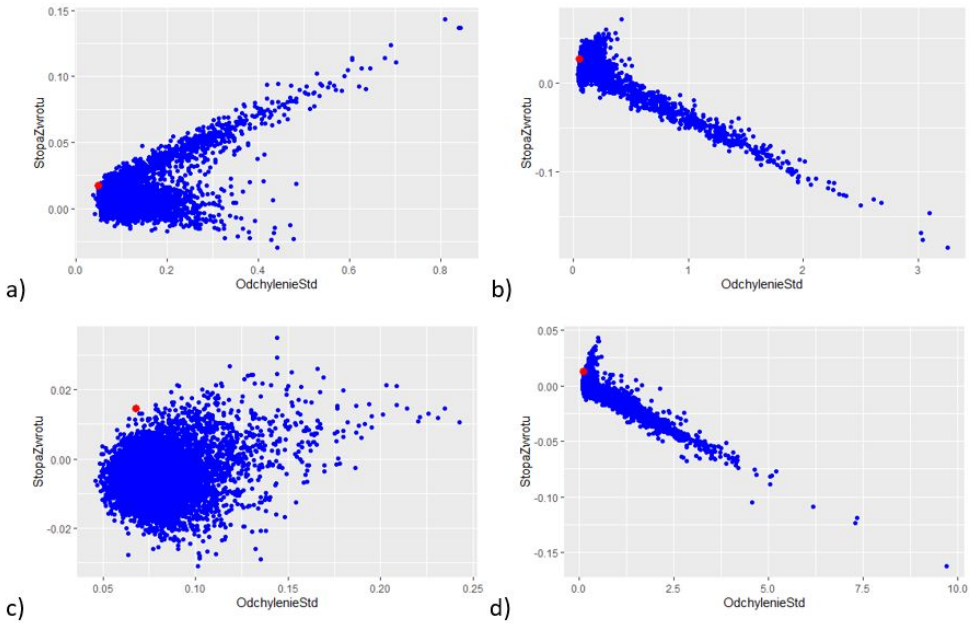 0.15
0.10
0.05
0.00
StopaZwrotu
0.0 0.2 0.4 0.6 0.8
OdchylenieStd
a)
0.0
-0.1
StopaZwrotu
0 1 2 3
OdchylenieStd
b)
0.02
0.00
-0.02
StopaZwrotu
0.05 0.10 0.15 0.20 0.25
OdchylenieStd
c)
0.05
0.00
-0.05
-0.10
-0.15
StopaZwrotu
0.0 2.5 5.0 7.5 10.0
OdchylenieStd
d)